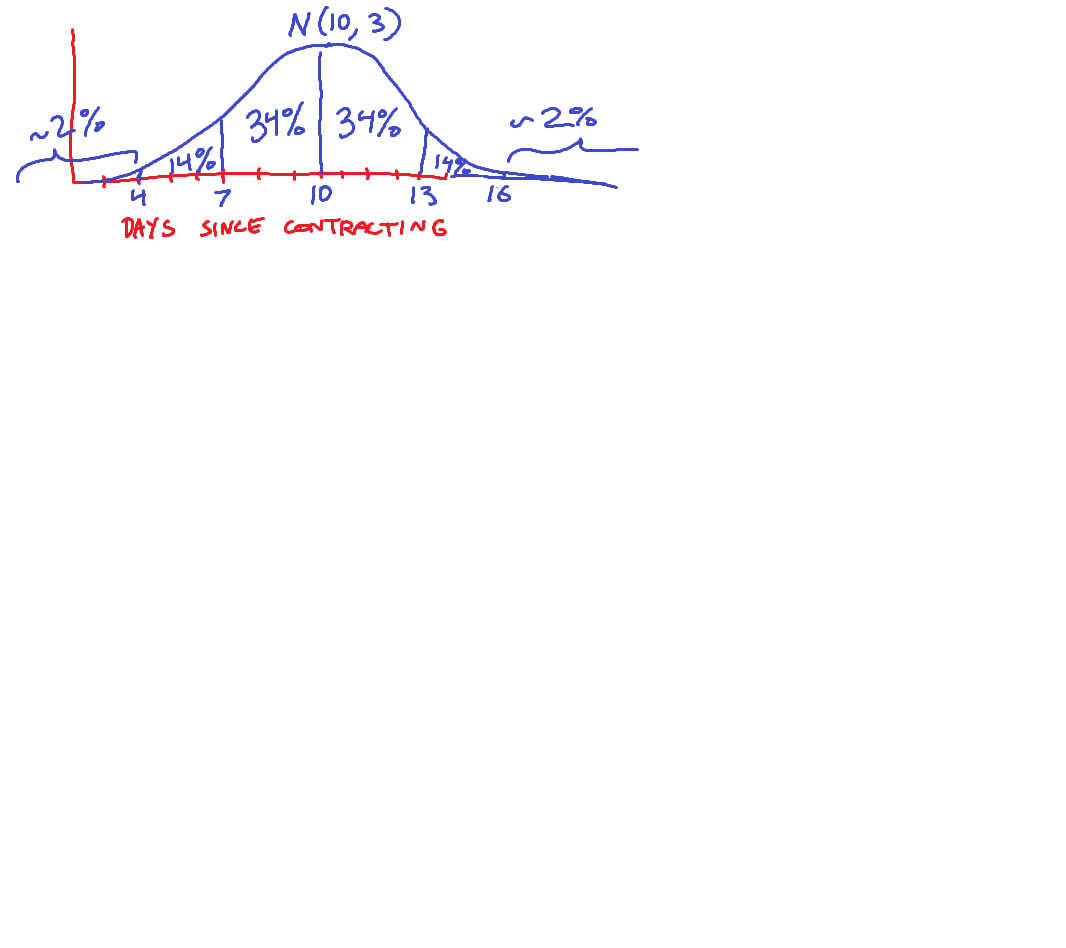 N(10, 3)
~2%
34%
34%
~2%
14%
14%
4 7 10 13 16
DAYS SINCE CONTRACTING